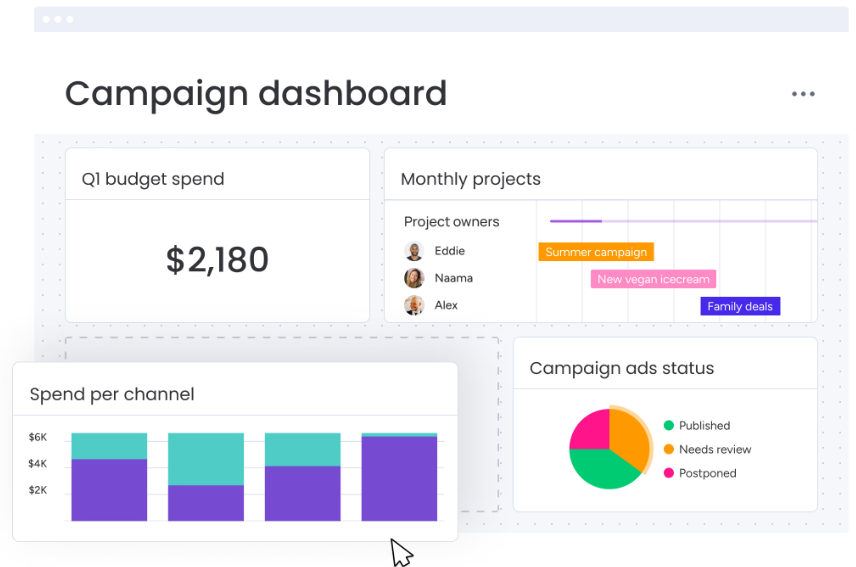 Campaign dashboard
Q1 budget spend
$2,180
Monthly projects
Project owners
Eddie
Summer campaign
Naama
New vegan icecream
Alex
Family deals
Spend per channel
$6K
$4K
$2K
Campaign ads status
Published
Needs review
Postponed